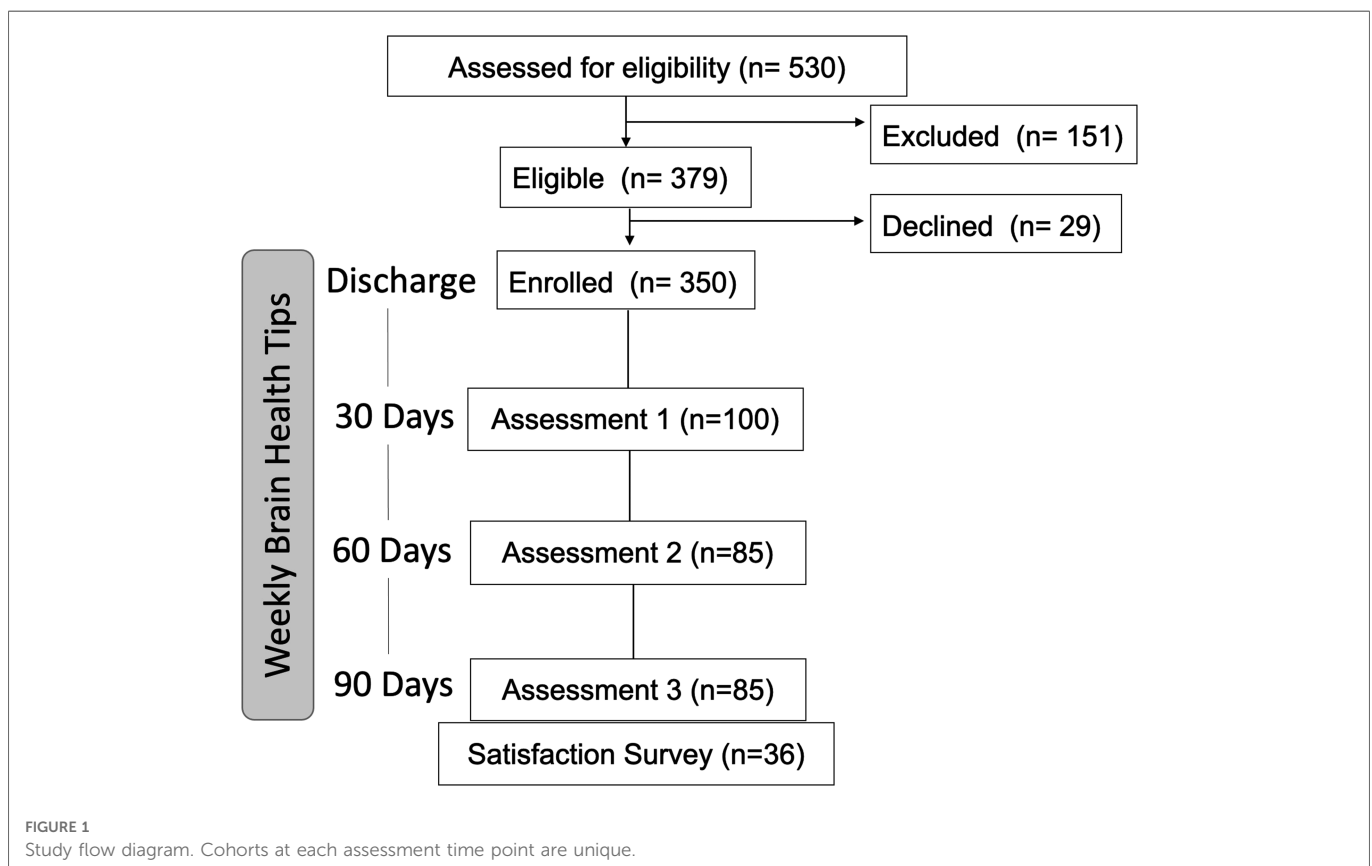 Assessed for eligibility (n= 530)
Excluded (n= 151)
Eligible (n= 379)
Declined (n= 29)
Weekly Brain Health Tips
Discharge
Enrolled (n= 350)
30 Days
Assessment 1 (n=100)
60 Days
Assessment 2 (n=85)
90 Days
Assessment 3 (n=85)
Satisfaction Survey (n=36)
FIGURE 1
Study flow diagram. Cohorts at each assessment time point are unique.